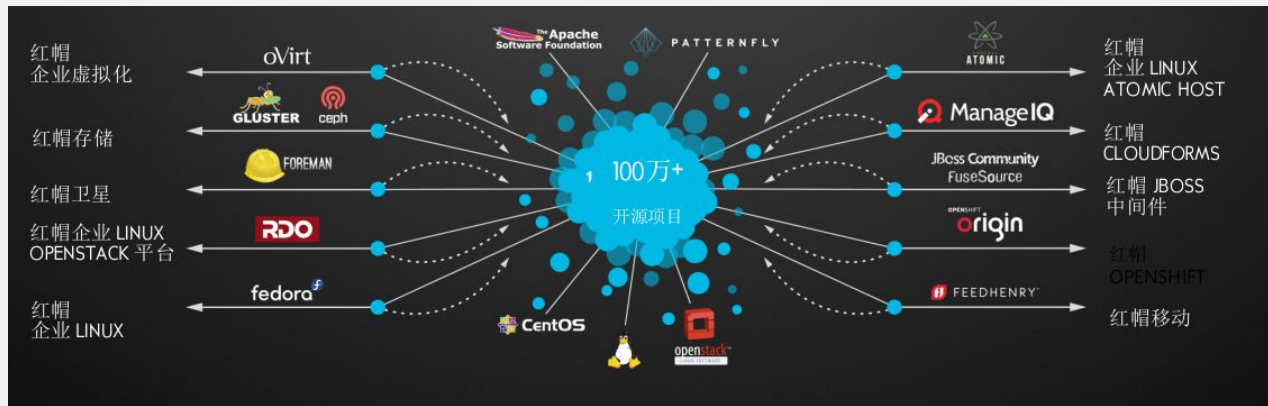 红帽
企业虚拟化
oVirt
The Apache
Software Foundation
PATTERNFLY
ATOMIC
红帽
企业 LINUX
ATOMIC HOST
GLUSTER
ceph
红帽存储
ManageIQ
红帽
CLOUDFORMS
FOREMAN
红帽卫星
1 100万+
开源项目
JBoss Community
FuseSource
红帽 JBOSS
中间件
红帽企业 LINUX
OPENSTACK 平台
RDO
OPENSHIFT
origin
红帽
OPENSHIFT
fedora
红帽
企业 LINUX
CentOS
openstack
CLOUD SOFTWARE
FEEDHENRY
红帽移动